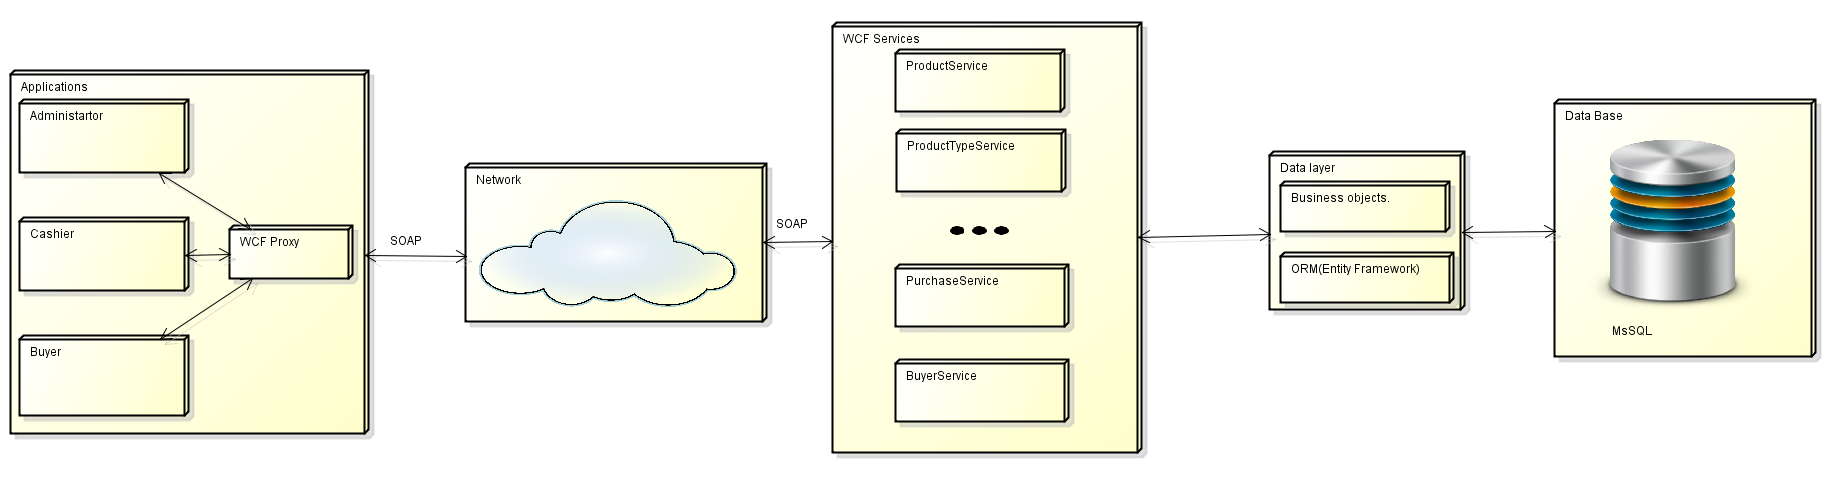 Applications
Administartor
Cashier
WCF Proxy
Buyer
SOAP
Network
SOAP
WCF Services
ProductService
ProductTypeService
PurchaseService
BuyerService
Data layer
Business objects.
ORM(Entity Framework)
Data Base
MsSQL